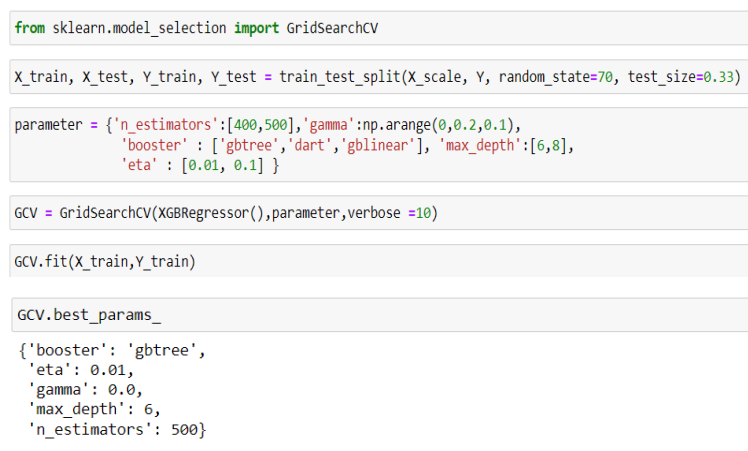 from sklearn.model_selection import GridSearchCV
X_train, X_test, Y_train, Y_test = train_test_split(X_scale, Y, random_state=70, test_size=0.33)
parameter = {'n_estimators':[400,500],'gamma':np.arange(0,0.2,0.1),
'booster' : ['gbtree','dart','gblinear'], 'max_depth':[6,8],
'eta' : [0.01, 0.1] }
GCV = GridSearchCV(XGBRegressor(),parameter,verbose =10)
GCV.fit(X_train,Y_train)
GCV.best_params_
{'booster': 'gbtree',
'eta': 0.01,
'gamma': 0.0,
'max_depth': 6,
'n_estimators': 500}